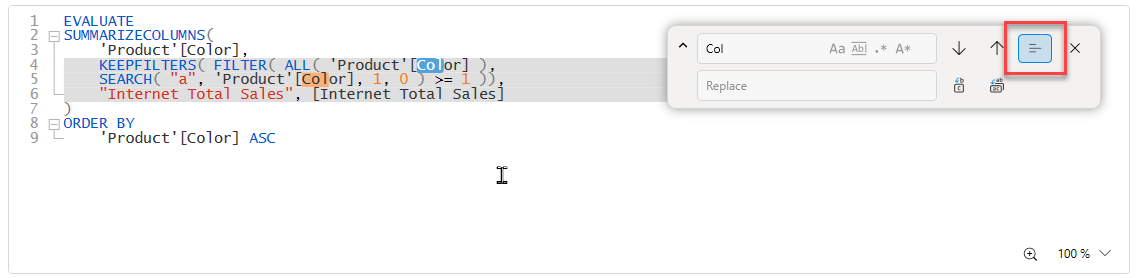 1 EVALUATE
2 SUMMARIZECOLUMNS(
3 'Product'[Color],
4 KEEPFILTERS( FILTER( ALL( 'Product'[Color] ),
5 SEARCH( "a", 'Product'[Color], 1, 0 ) >= 1 )),
6 "Internet Total Sales", [Internet Total Sales]
7 )
8 ORDER BY
9 'Product'[Color] ASC
Col Aa Abl .* A*
Replace
100 %